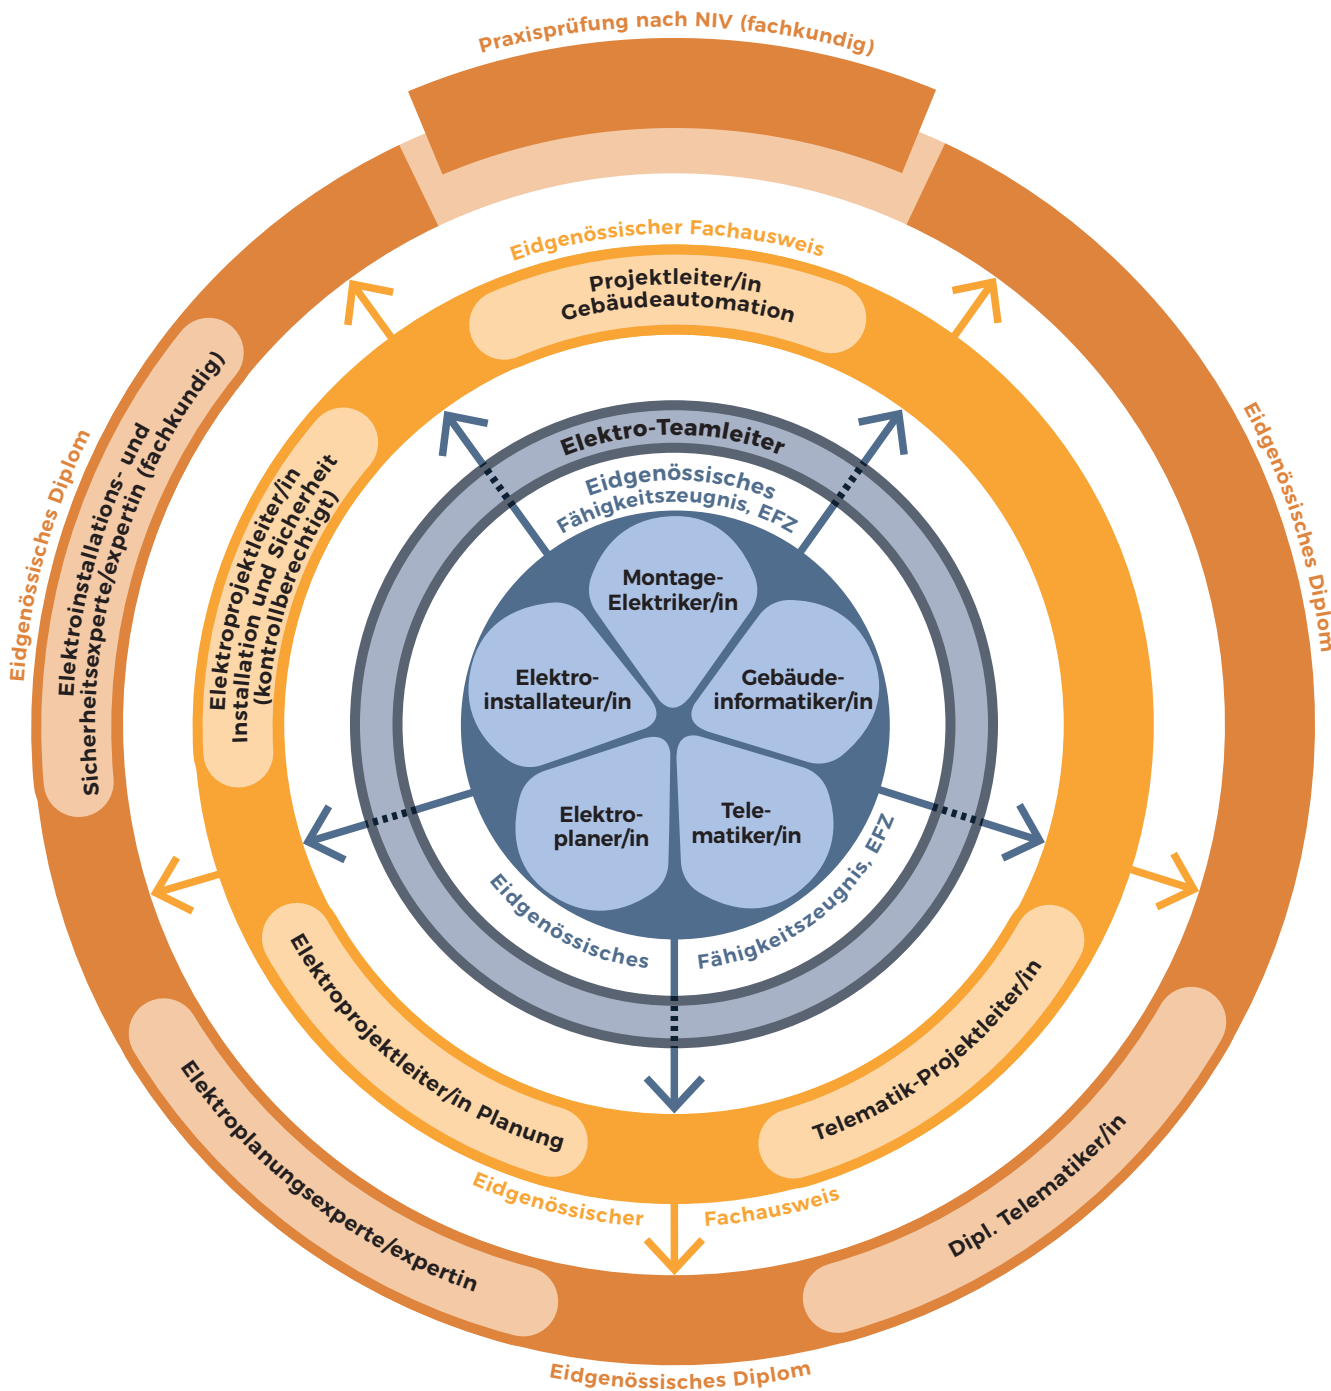 Praxisprüfung nach NIV (fachkundig)
Eidgenössischer Fachausweis
Projektleiter/in
Gebäudeautomation
Elektro-Teamleiter
Eidgenössisches
Fähigkeitszeugnis, EFZ
Montage-
Elektriker/in
Elektro-
installateur/in
Gebäude-
informatiker/in
Elektro-
planer/in
Tele-
matiker/in
Eidgenössisches
Fähigkeitszeugnis, EFZ
Eidgenössisches Diplom
Elektroinstallations- und
Sicherheitsexperte/expertin (fachkundig)
Elektroprojektleiter/in
Installation und Sicherheit
(kontrollberechtigt)
Eidgenössisches Diplom
Elektroprojektleiter/in Planung
Telematik-Projektleiter/in
Eidgenössischer
Fachausweis
Elektroplanungsexperte/expertin
Dipl. Telematiker/in
Eidgenössisches Diplom